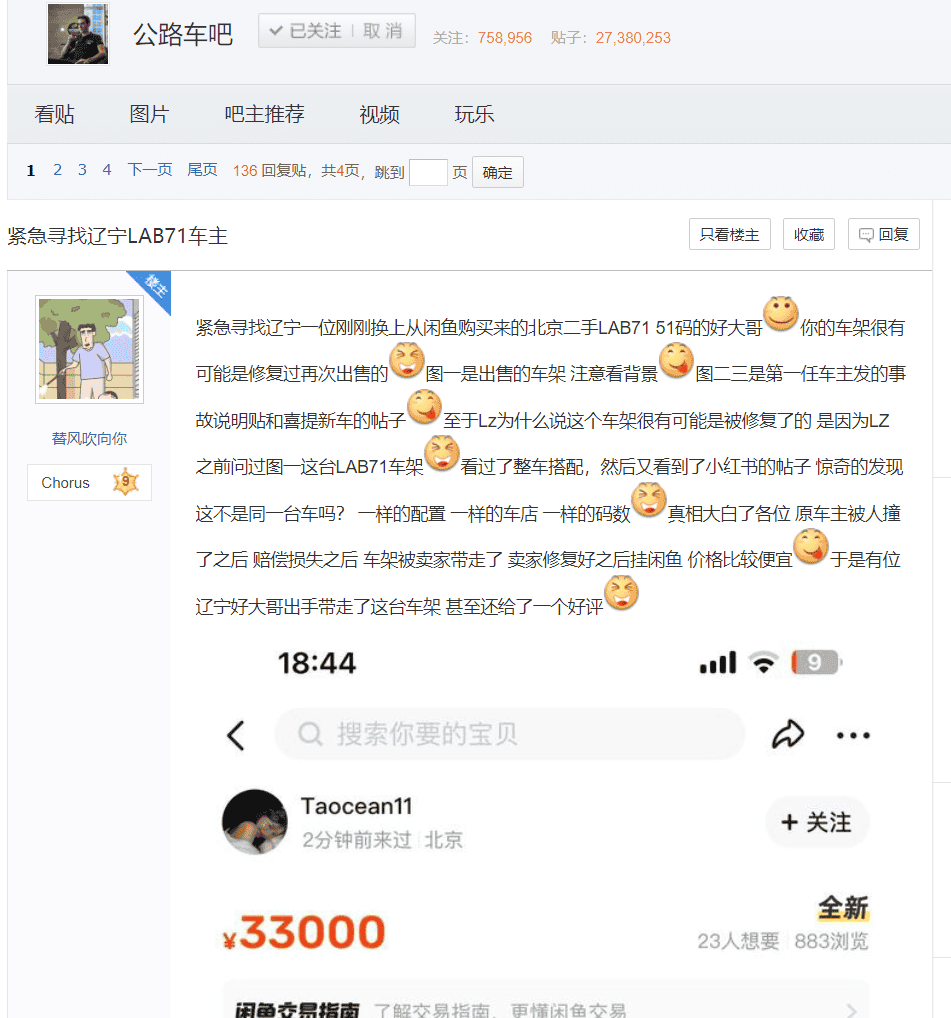 公路车吧
已关注 取消
关注：758,956 贴子：27,380,253
看贴 图片 吧主推荐 视频 玩乐
1 2 3 4 下一页 尾页 136 回复贴，共4页，跳到 页 确定
紧急寻找辽宁LAB71车主
只看楼主 收藏 回复
楼主
紧急寻找辽宁一位刚刚换上从闲鱼购买来的北京二手LAB71 51码的好大哥 你的车架很有
可能是修复过再次出售的 图一是出售的车架 注意看背景 图二三是第一任车主发的事
故说明贴和喜提新车的帖子 至于Lz为什么说这个车架很有可能是被修复了的 是因为LZ
之前问过图一这台LAB71车架 看过了整车搭配，然后又看到了小红书的帖子 惊奇的发现
这不是同一台车吗？ 一样的配置 一样的车店 一样的码数 真相大白了各位 原车主被人撞
了之后 赔偿损失之后 车架被卖家带走了 卖家修复好之后挂闲鱼 价格比较便宜 于是有位
辽宁好大哥出手带走了这台车架 甚至还给了一个好评
替风吹向你
Chorus 9
18:44 9
搜索你要的宝贝
Taocean11
2分钟前来过 北京
+ 关注
¥33000
全新
23人想要 883浏览
闲鱼交易指南 了解交易指南，更懂闲鱼交易